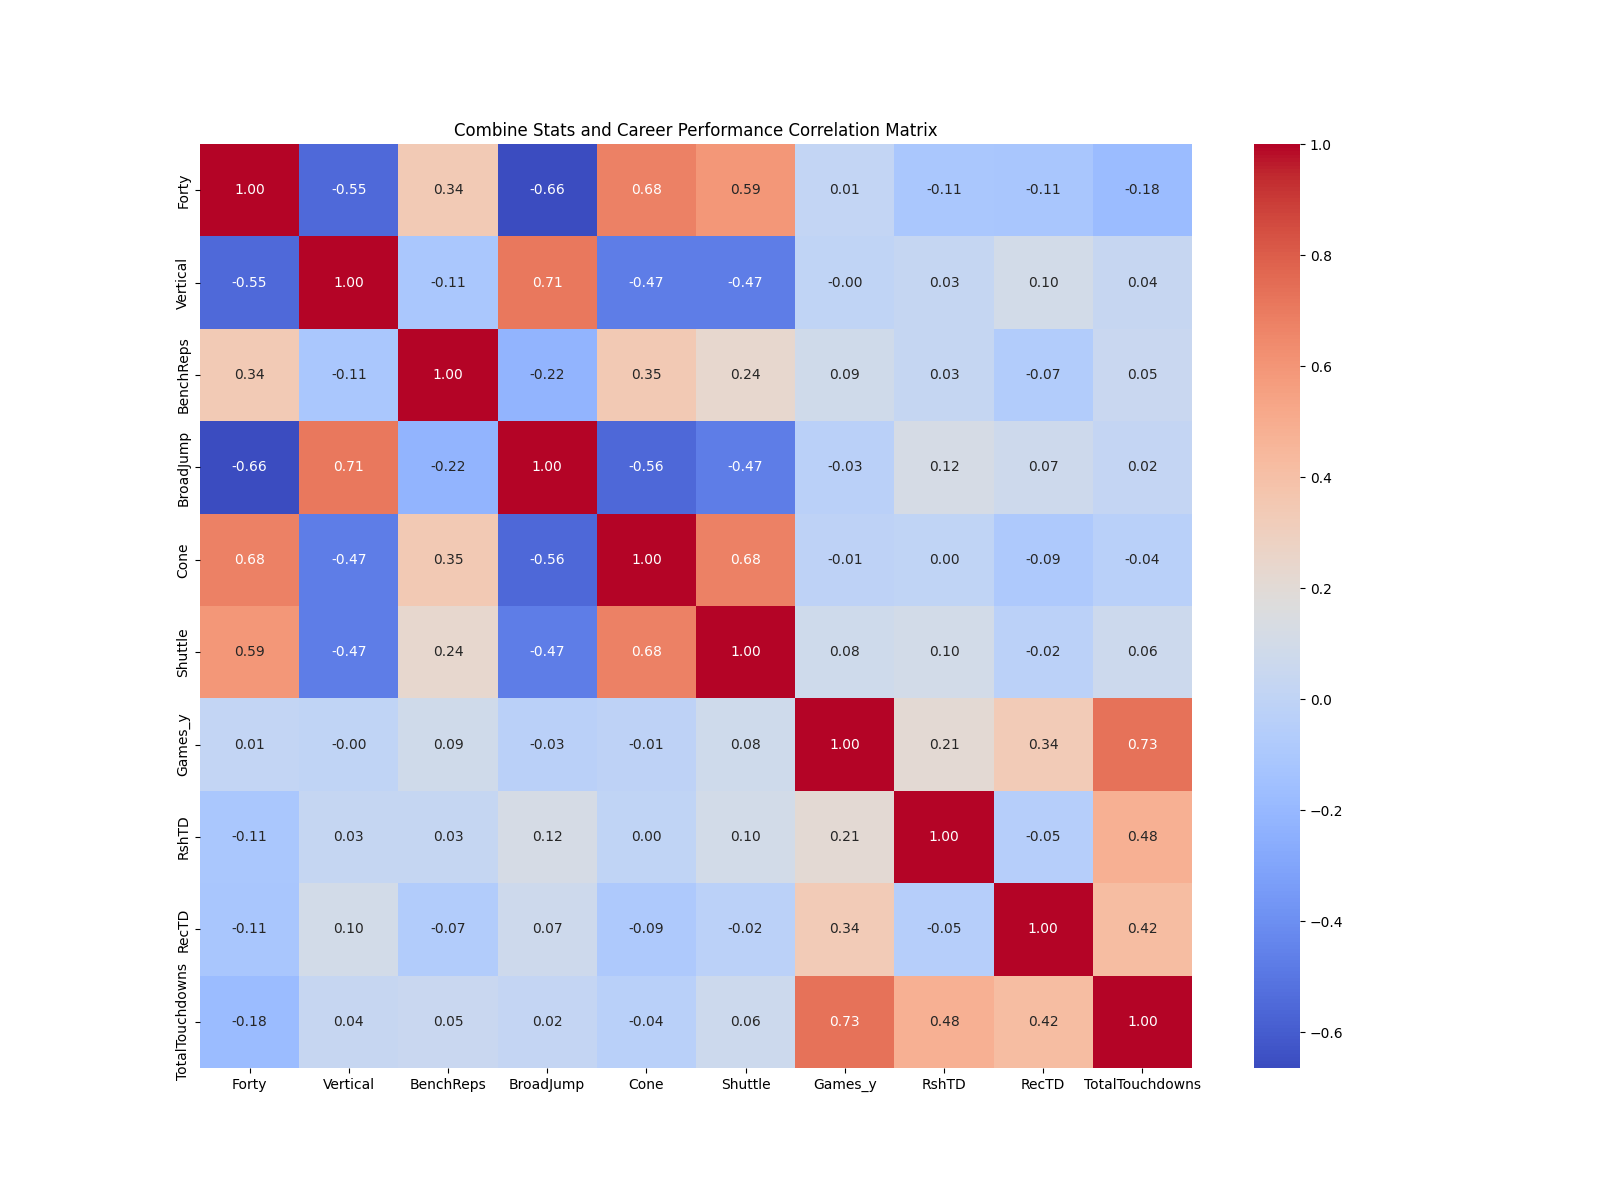 Combine Stats and Career Performance Correlation Matrix
Forty 1.00 -0.55 0.34 -0.66 0.68 0.59 0.01 -0.11 -0.11 -0.18
Vertical -0.55 1.00 -0.11 0.71 -0.47 -0.47 -0.00 0.03 0.10 0.04
BenchReps 0.34 -0.11 1.00 -0.22 0.35 0.24 0.09 0.03 -0.07 0.05
BroadJump -0.66 0.71 -0.22 1.00 -0.56 -0.47 -0.03 0.12 0.07 0.02
Cone 0.68 -0.47 0.35 -0.56 1.00 0.68 -0.01 0.00 -0.09 -0.04
Shuttle 0.59 -0.47 0.24 -0.47 0.68 1.00 0.08 0.10 -0.02 0.06
Games_y 0.01 -0.00 0.09 -0.03 -0.01 0.08 1.00 0.21 0.34 0.73
RshTD -0.11 0.03 0.03 0.12 0.00 0.10 0.21 1.00 -0.05 0.48
RecTD -0.11 0.10 -0.07 0.07 -0.09 -0.02 0.34 -0.05 1.00 0.42
TotalTouchdowns -0.18 0.04 0.05 0.02 -0.04 0.06 0.73 0.48 0.42 1.00
Forty Vertical BenchReps BroadJump Cone Shuttle Games_y RshTD RecTD TotalTouchdowns
1.0
0.8
0.6
0.4
0.2
0.0
−0.2
−0.4
−0.6